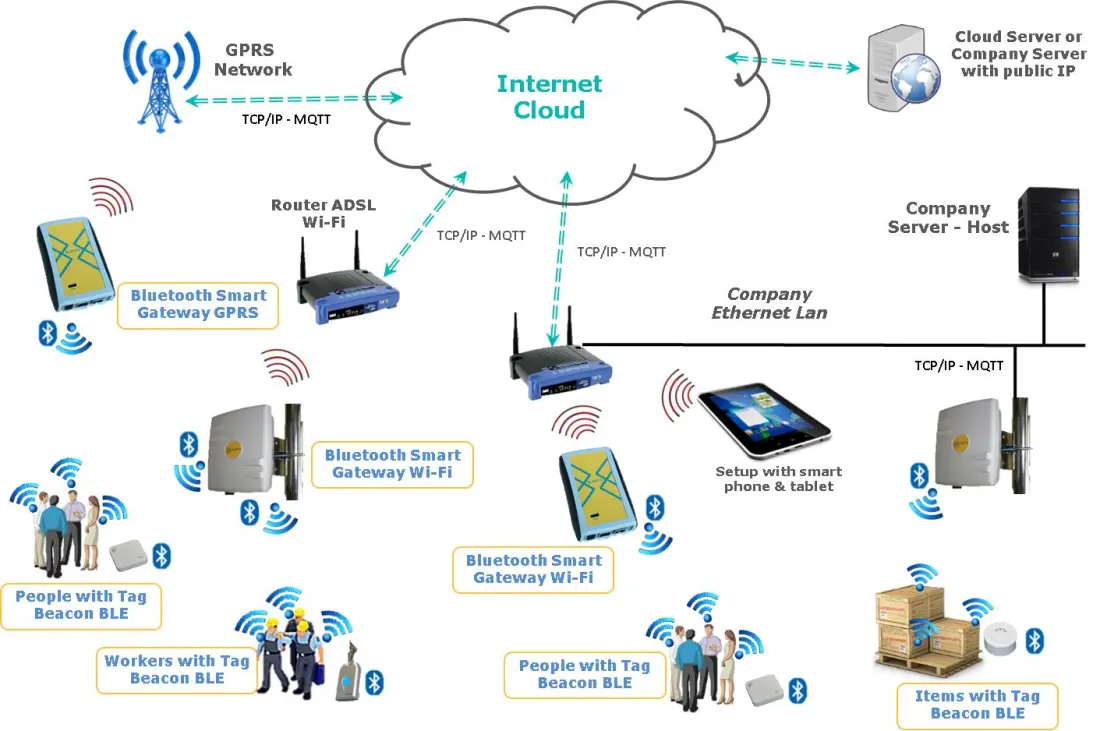 GPRS
Network
TCP/IP - MQTT
Internet
Cloud
Cloud Server or
Company Server
with public IP
Router ADSL
Wi-Fi
TCP/IP - MQTT
TCP/IP - MQTT
Company
Server - Host
Bluetooth Smart
Gateway GPRS
Company
Ethernet Lan
TCP/IP - MQTT
Bluetooth Smart
Gateway Wi-Fi
Setup with smart
phone & tablet
Bluetooth Smart
Gateway Wi-Fi
People with Tag
Beacon BLE
Workers with Tag
Beacon BLE
People with Tag
Beacon BLE
Items with Tag
Beacon BLE